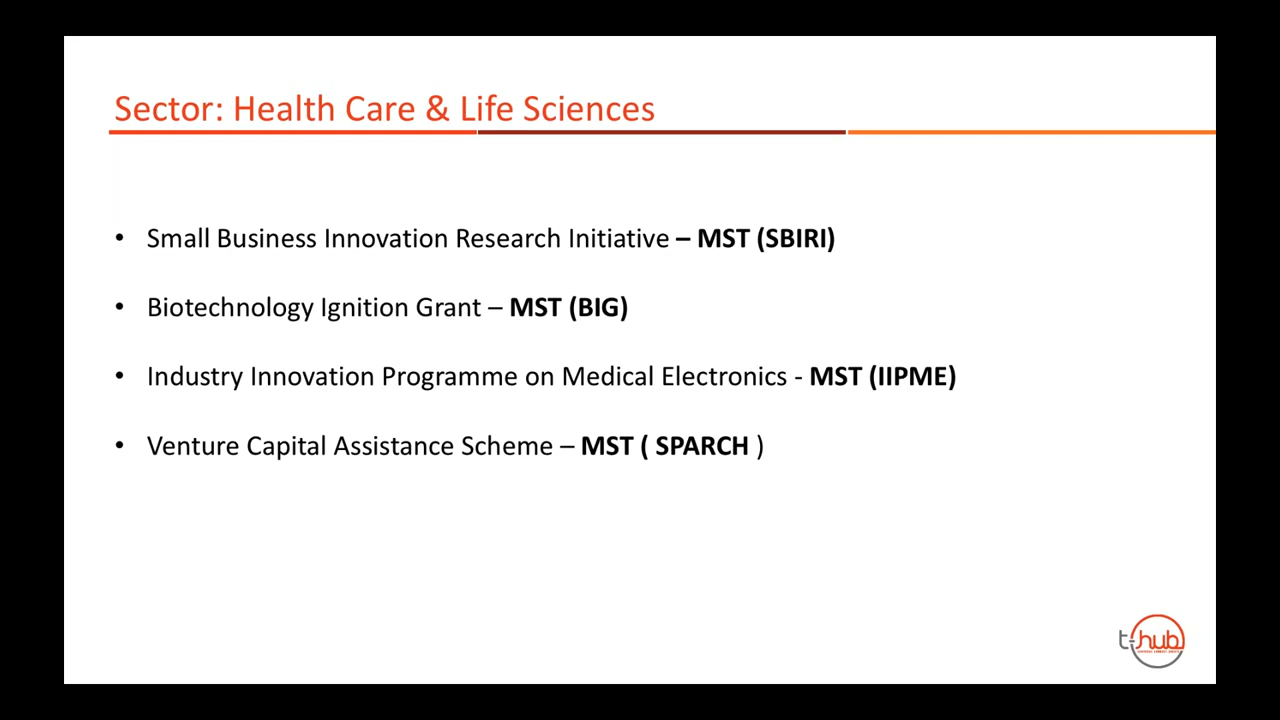 Sector: Health Care & Life Sciences
• Small Business Innovation Research Initiative – MST (SBIRI)
• Biotechnology Ignition Grant – MST (BIG)
• Industry Innovation Programme on Medical Electronics - MST (IIPME)
• Venture Capital Assistance Scheme – MST ( SPARCH )
t-hub